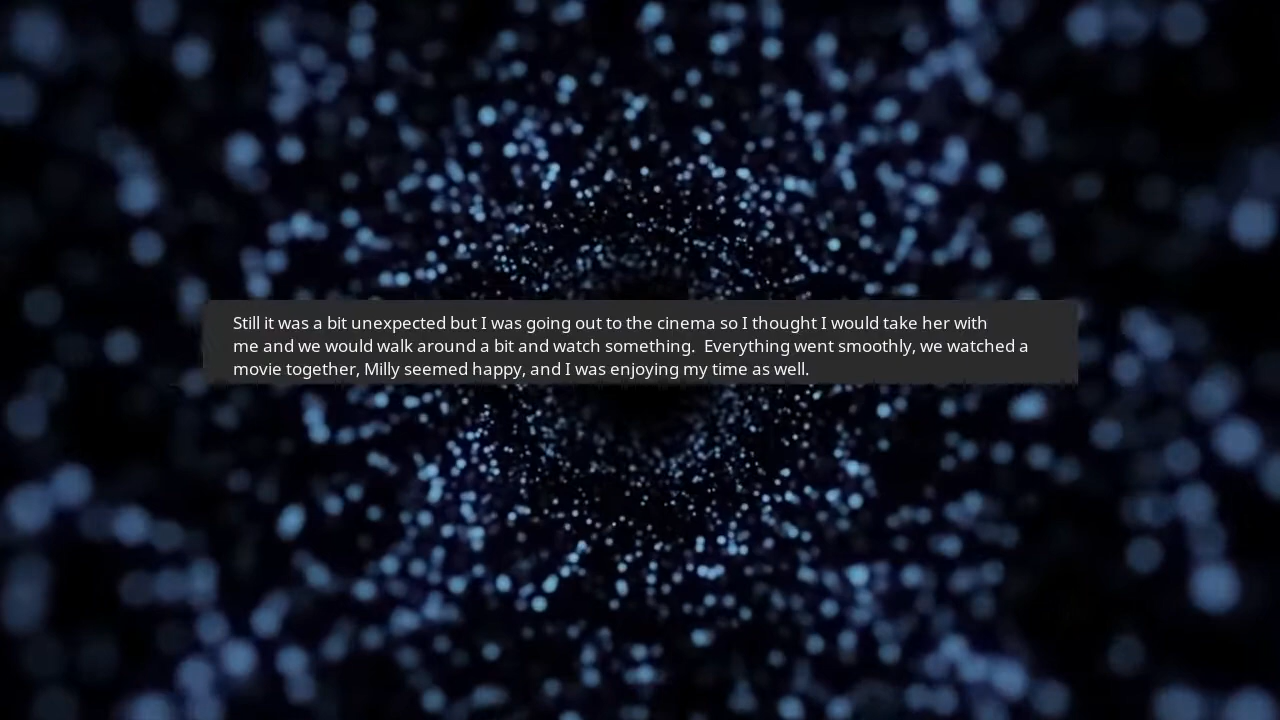 Still it was a bit unexpected but I was going out to the cinema so I thought I would take her with
me and we would walk around a bit and watch something.  Everything went smoothly, we watched a
movie together, Milly seemed happy, and I was enjoying my time as well.